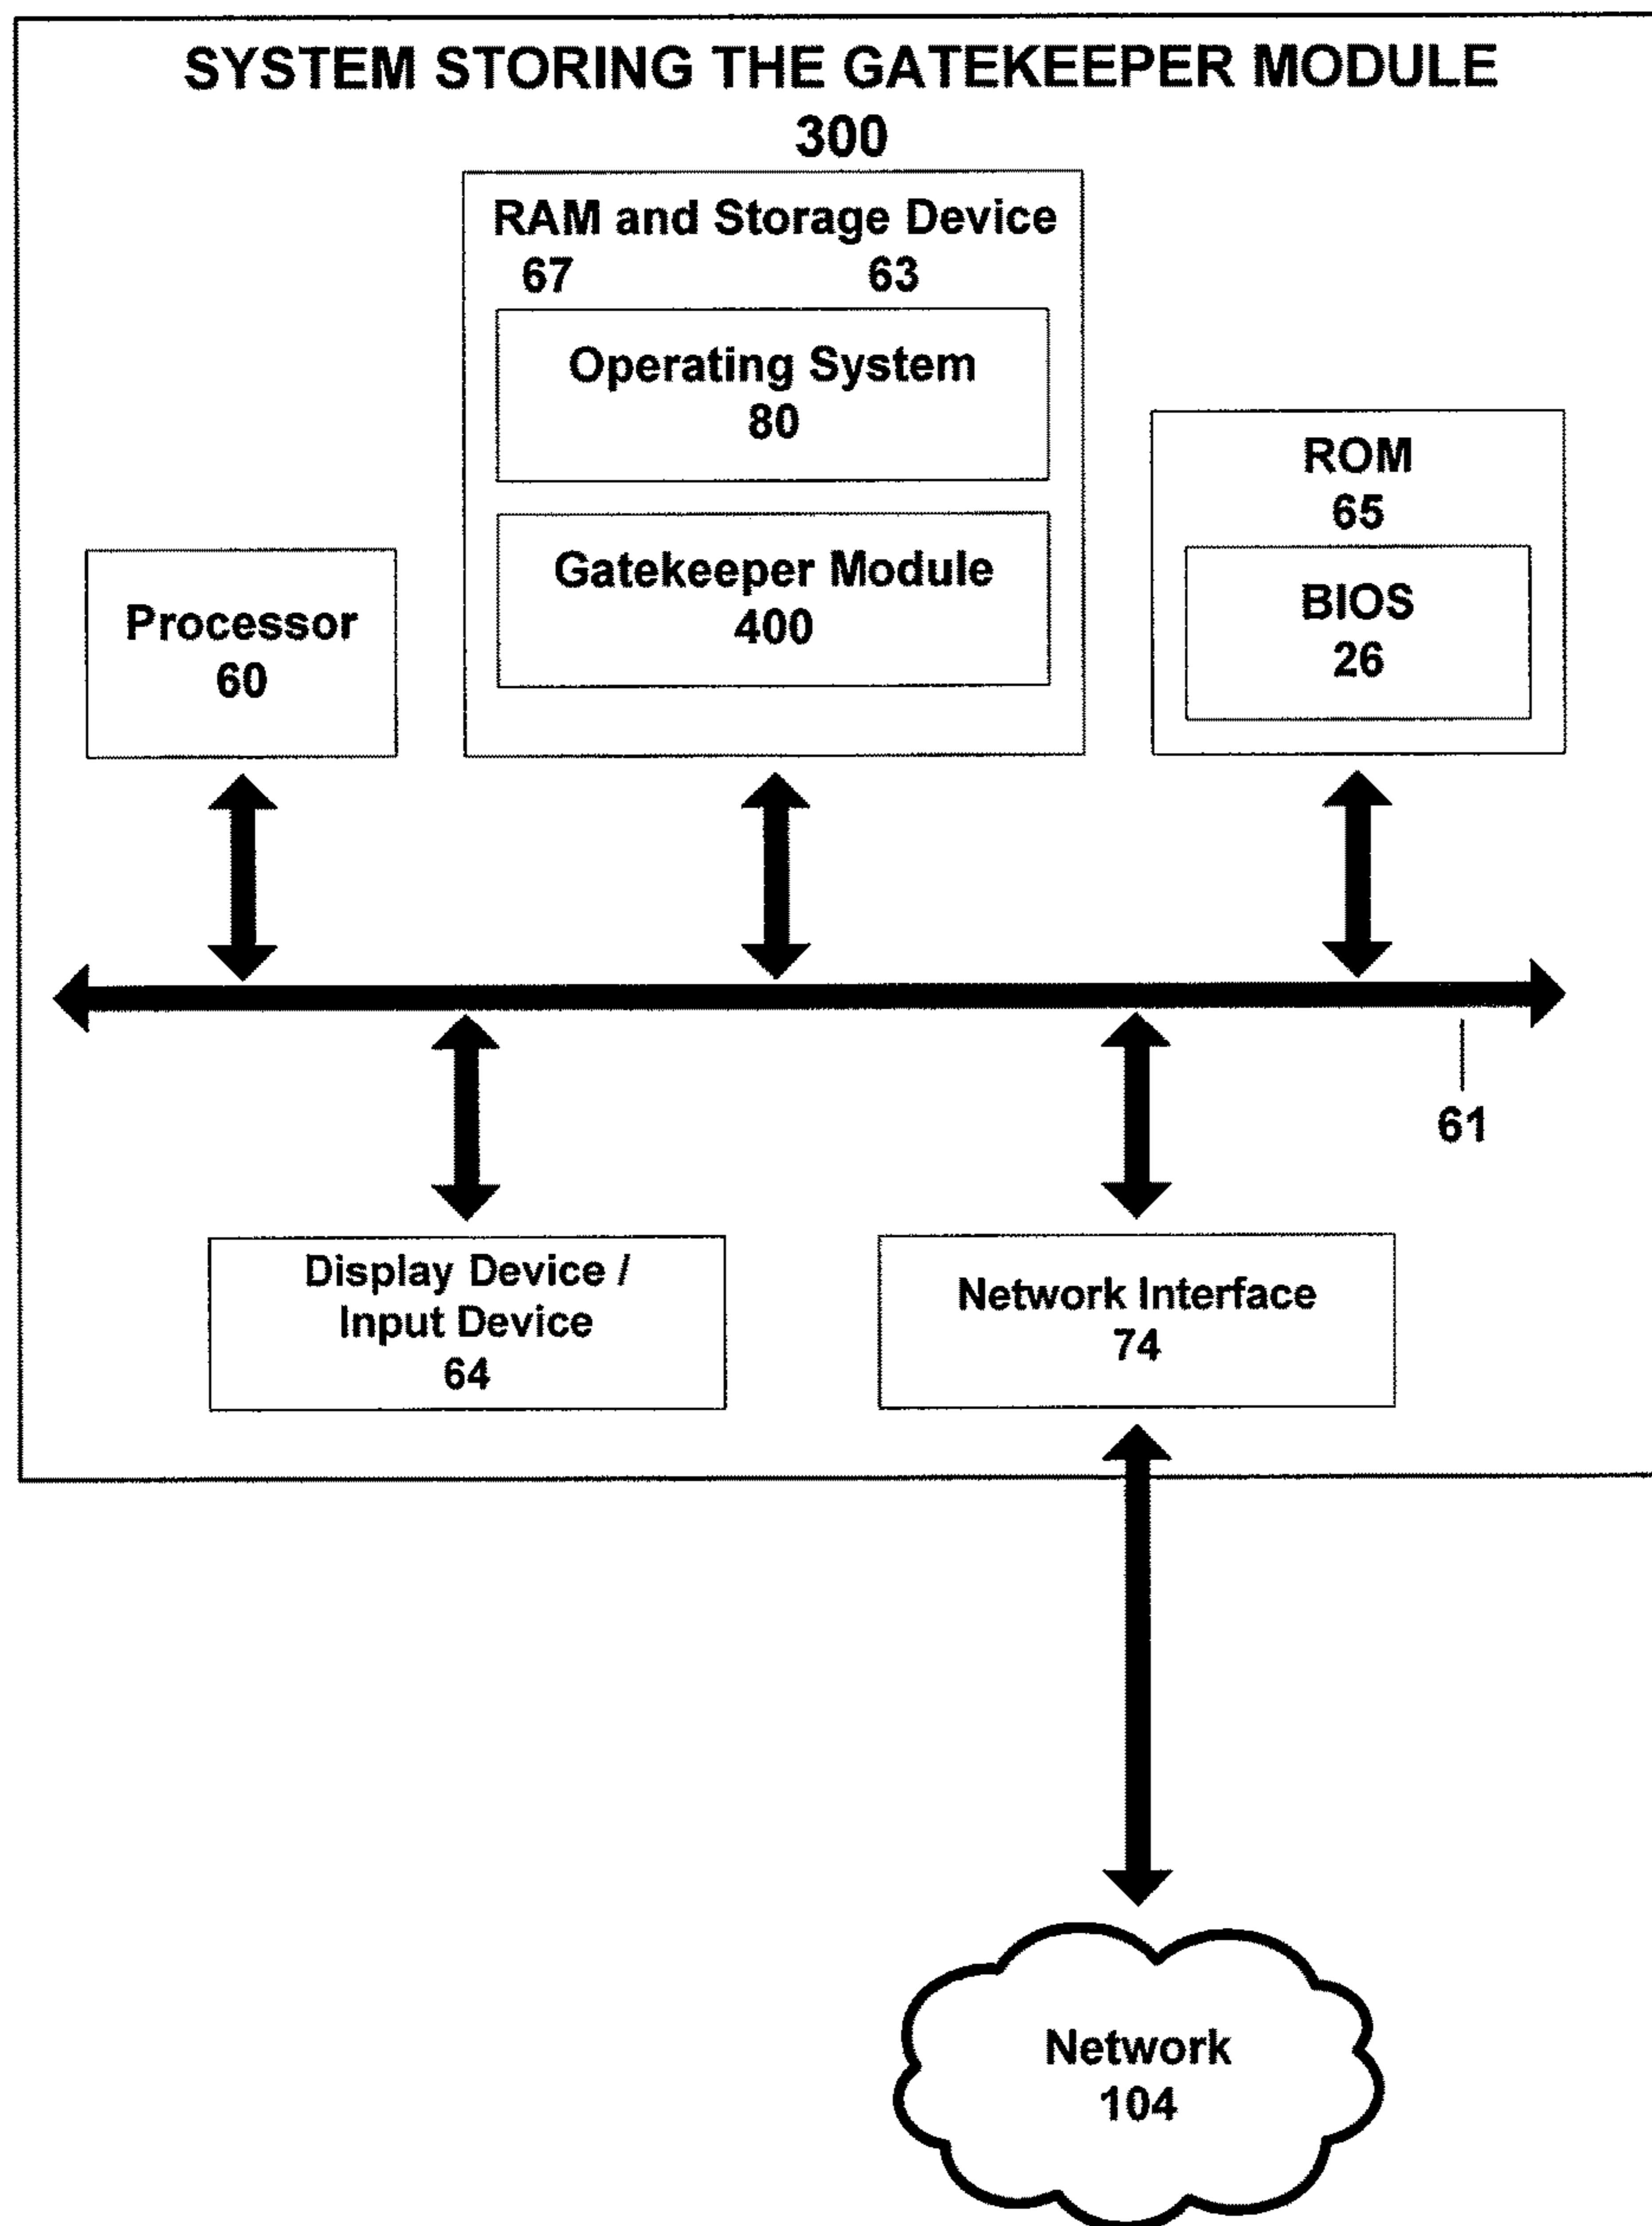 SYSTEM STORING THE GATEKEEPER MODULE
300
RAM and Storage Device
67 63
Operating System
80
Gatekeeper Module
400
ROM
65
BIOS
26
Processor
60
61
Display Device /
Input Device
64
Network Interface
74
Network
104